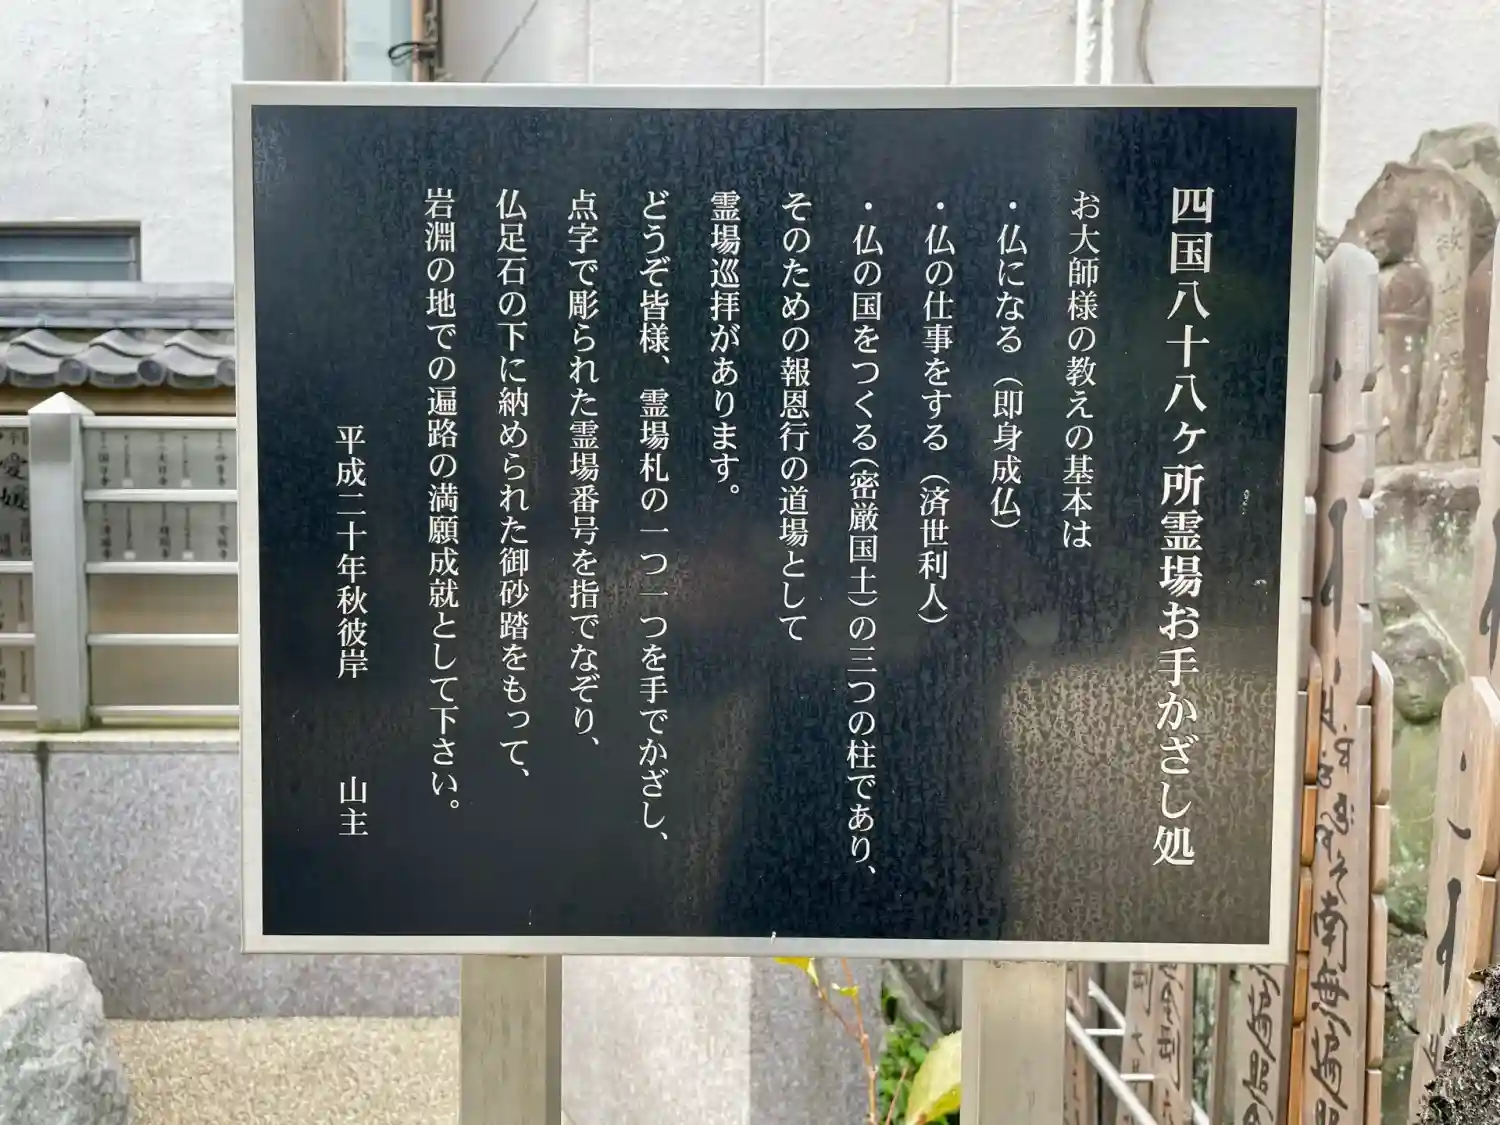 四国八十八ヶ所霊場お手かざし処
お大師様の教えの基本は
・仏になる（即身成仏）
・仏の仕事をする（済世利人）
・仏の国をつくる（密厳国土）の三つの柱であり、
そのための報恩行の道場として
霊場巡拝があります。
どうぞ皆様、霊場札の一つ一つを手でかざし、
点字で彫られた霊場番号を指でなぞり、
仏足石の下に納められた御砂踏をもって、
岩淵の地での遍路の満願成就として下さい。
平成二十年秋彼岸　山主
南無遍照
愛媛